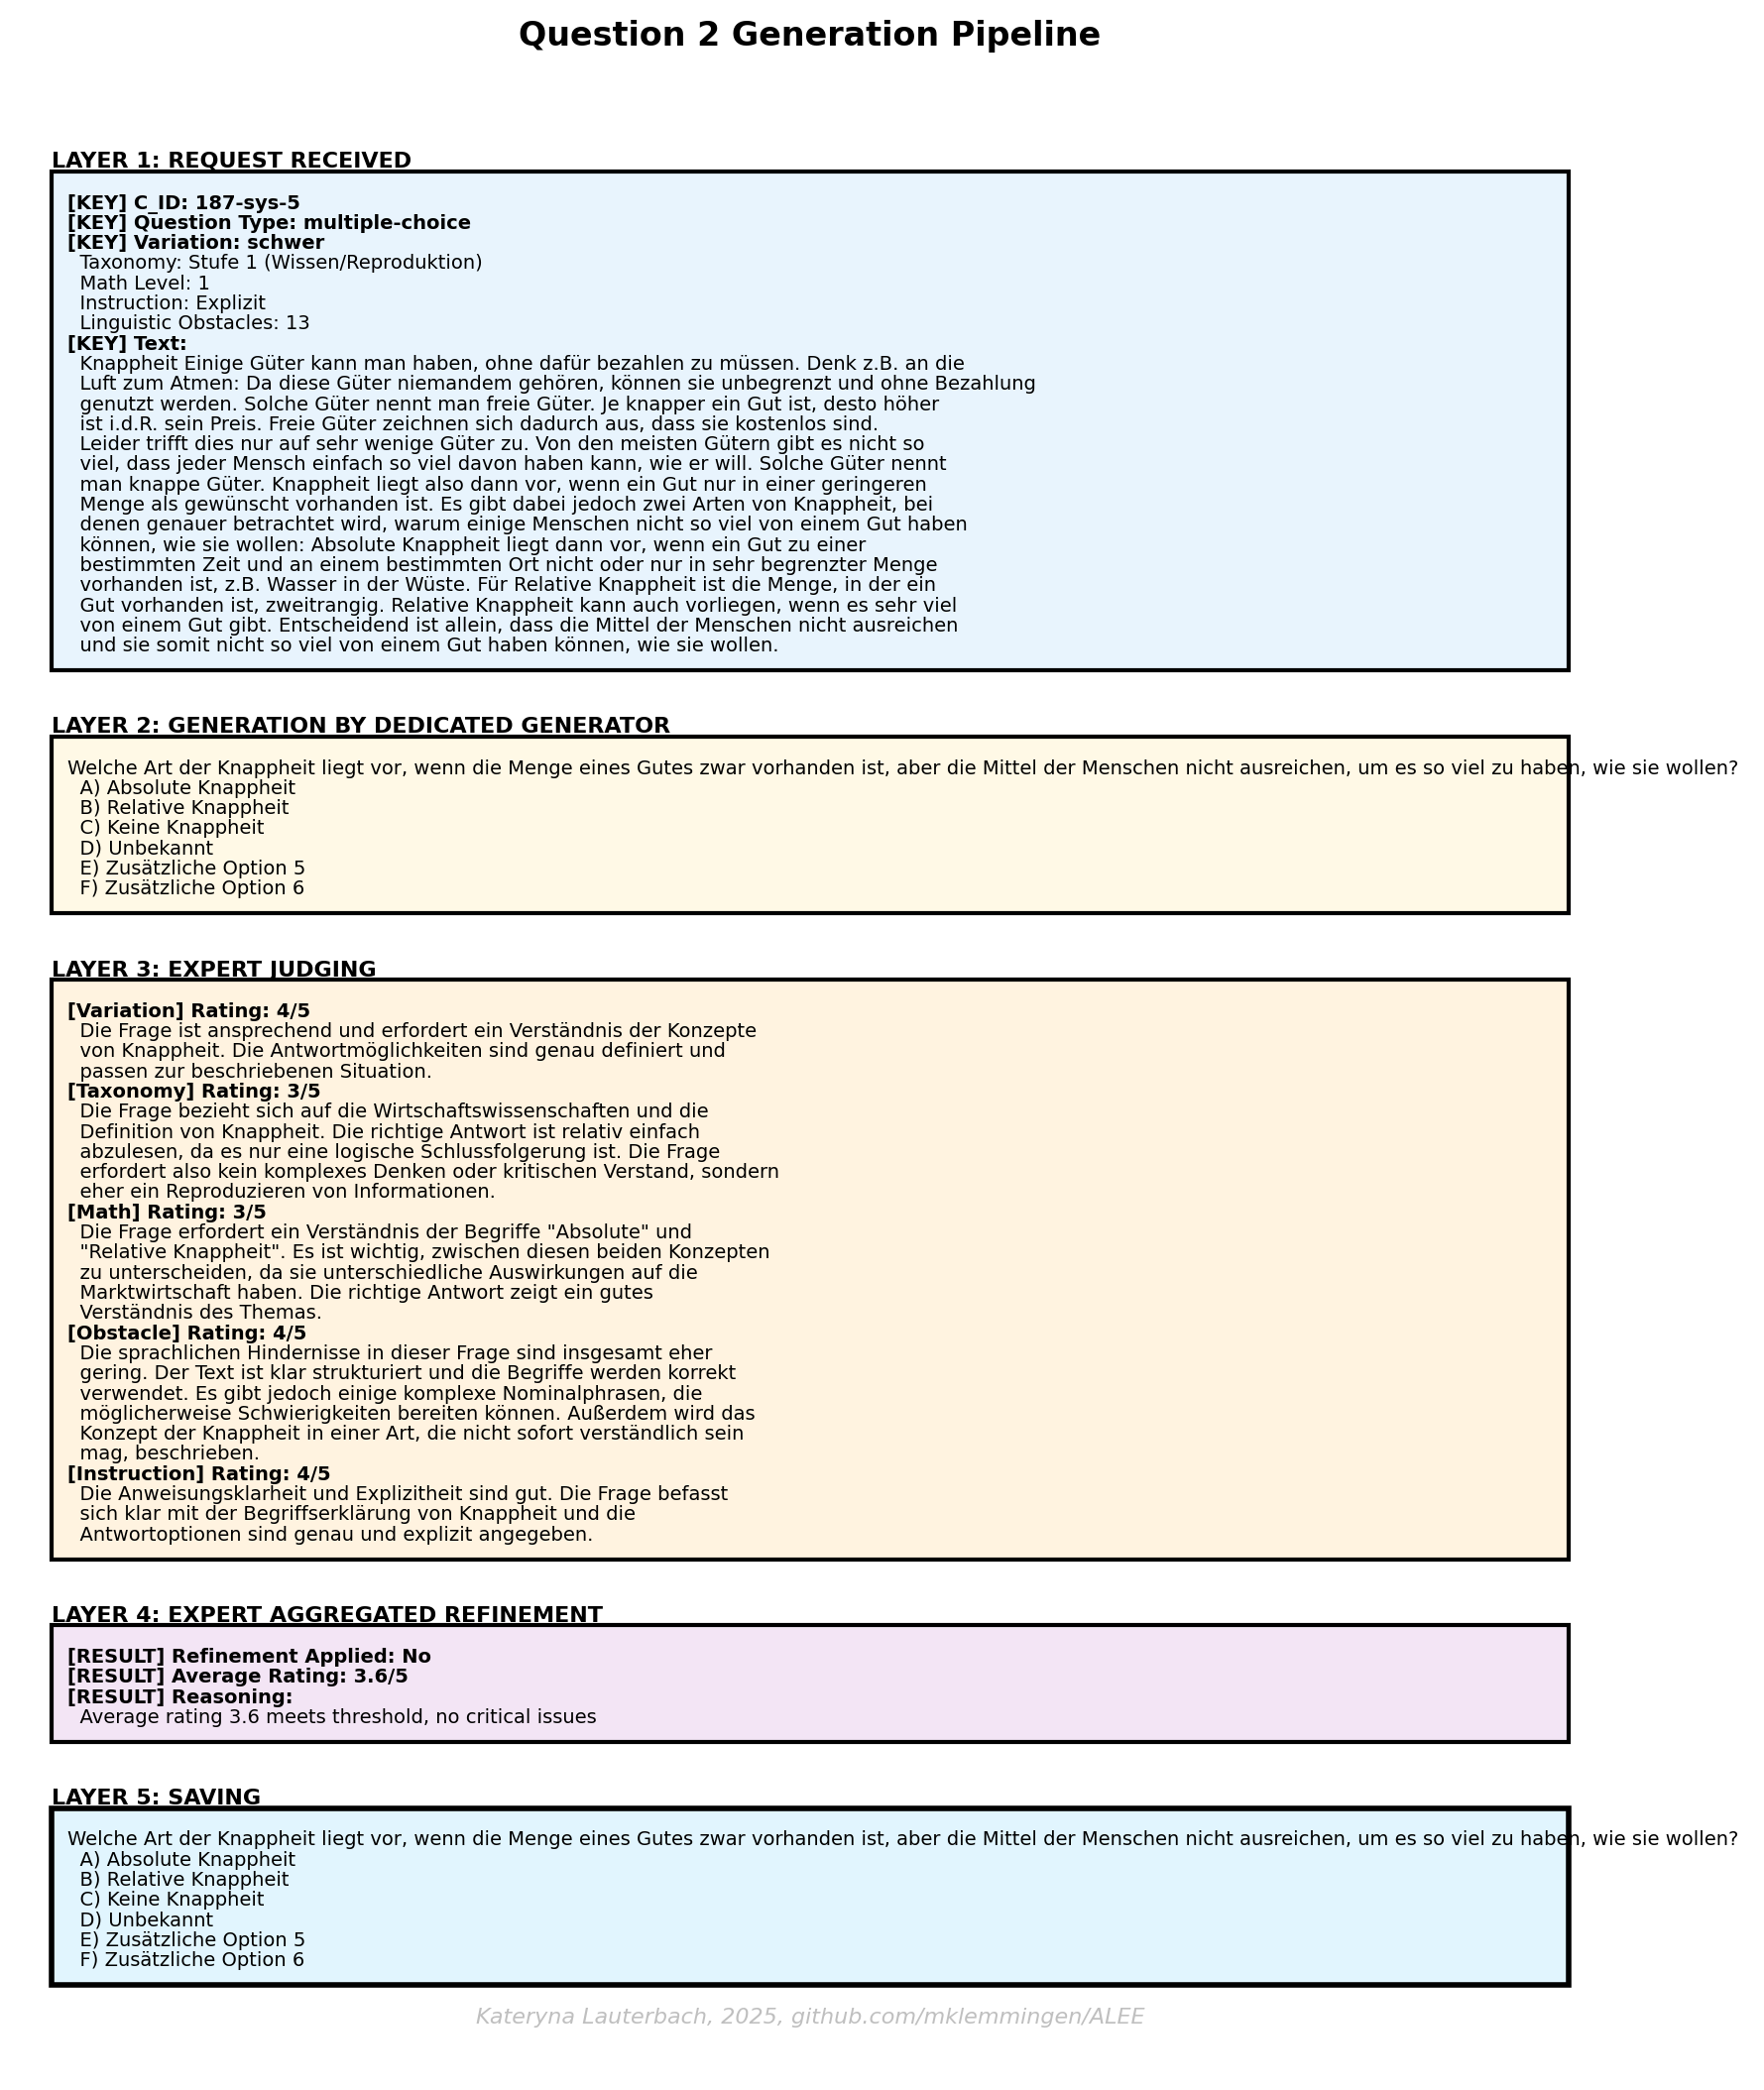 Question 2 Generation Pipeline
LAYER 1: REQUEST RECEIVED
[KEY] C_ID: 187-sys-5
[KEY] Question Type: multiple-choice
[KEY] Variation: schwer
Taxonomy: Stufe 1 (Wissen/Reproduktion)
Math Level: 1
Instruction: Explizit
Linguistic Obstacles: 13
[KEY] Text:
Knappheit Einige Güter kann man haben, ohne dafür bezahlen zu müssen. Denk z.B. an die
Luft zum Atmen: Da diese Güter niemandem gehören, können sie unbegrenzt und ohne Bezahlung
genutzt werden. Solche Güter nennt man freie Güter. Je knapper ein Gut ist, desto höher
ist i.d.R. sein Preis. Freie Güter zeichnen sich dadurch aus, dass sie kostenlos sind.
Leider trifft dies nur auf sehr wenige Güter zu. Von den meisten Gütern gibt es nicht so
viel, dass jeder Mensch einfach so viel davon haben kann, wie er will. Solche Güter nennt
man knappe Güter. Knappheit liegt also dann vor, wenn ein Gut nur in einer geringeren
Menge als gewünscht vorhanden ist. Es gibt dabei jedoch zwei Arten von Knappheit, bei
denen genauer betrachtet wird, warum einige Menschen nicht so viel von einem Gut haben
können, wie sie wollen: Absolute Knappheit liegt dann vor, wenn ein Gut zu einer
bestimmten Zeit und an einem bestimmten Ort nicht oder nur in sehr begrenzter Menge
vorhanden ist, z.B. Wasser in der Wüste. Für Relative Knappheit ist die Menge, in der ein
Gut vorhanden ist, zweitrangig. Relative Knappheit kann auch vorliegen, wenn es sehr viel
von einem Gut gibt. Entscheidend ist allein, dass die Mittel der Menschen nicht ausreichen
und sie somit nicht so viel von einem Gut haben können, wie sie wollen.
LAYER 2: GENERATION BY DEDICATED GENERATOR
Welche Art der Knappheit liegt vor, wenn die Menge eines Gutes zwar vorhanden ist, aber die Mittel der Menschen nicht ausreichen, um es so viel zu haben, wie sie wollen?
A) Absolute Knappheit
B) Relative Knappheit
C) Keine Knappheit
D) Unbekannt
E) Zusätzliche Option 5
F) Zusätzliche Option 6
LAYER 3: EXPERT JUDGING
[Variation] Rating: 4/5
Die Frage ist ansprechend und erfordert ein Verständnis der Konzepte
von Knappheit. Die Antwortmöglichkeiten sind genau definiert und
passen zur beschriebenen Situation.
[Taxonomy] Rating: 3/5
Die Frage bezieht sich auf die Wirtschaftswissenschaften und die
Definition von Knappheit. Die richtige Antwort ist relativ einfach
abzulesen, da es nur eine logische Schlussfolgerung ist. Die Frage
erfordert also kein komplexes Denken oder kritischen Verstand, sondern
eher ein Reproduzieren von Informationen.
[Math] Rating: 3/5
Die Frage erfordert ein Verständnis der Begriffe "Absolute" und
"Relative Knappheit". Es ist wichtig, zwischen diesen beiden Konzepten
zu unterscheiden, da sie unterschiedliche Auswirkungen auf die
Marktwirtschaft haben. Die richtige Antwort zeigt ein gutes
Verständnis des Themas.
[Obstacle] Rating: 4/5
Die sprachlichen Hindernisse in dieser Frage sind insgesamt eher
gering. Der Text ist klar strukturiert und die Begriffe werden korrekt
verwendet. Es gibt jedoch einige komplexe Nominalphrasen, die
möglicherweise Schwierigkeiten bereiten können. Außerdem wird das
Konzept der Knappheit in einer Art, die nicht sofort verständlich sein
mag, beschrieben.
[Instruction] Rating: 4/5
Die Anweisungsklarheit und Explizitheit sind gut. Die Frage befasst
sich klar mit der Begriffserklärung von Knappheit und die
Antwortoptionen sind genau und explizit angegeben.
LAYER 4: EXPERT AGGREGATED REFINEMENT
[RESULT] Refinement Applied: No
[RESULT] Average Rating: 3.6/5
[RESULT] Reasoning:
Average rating 3.6 meets threshold, no critical issues
LAYER 5: SAVING
Welche Art der Knappheit liegt vor, wenn die Menge eines Gutes zwar vorhanden ist, aber die Mittel der Menschen nicht ausreichen, um es so viel zu haben, wie sie wollen?
A) Absolute Knappheit
B) Relative Knappheit
C) Keine Knappheit
D) Unbekannt
E) Zusätzliche Option 5
F) Zusätzliche Option 6
Kateryna Lauterbach, 2025, github.com/mklemmingen/ALEE